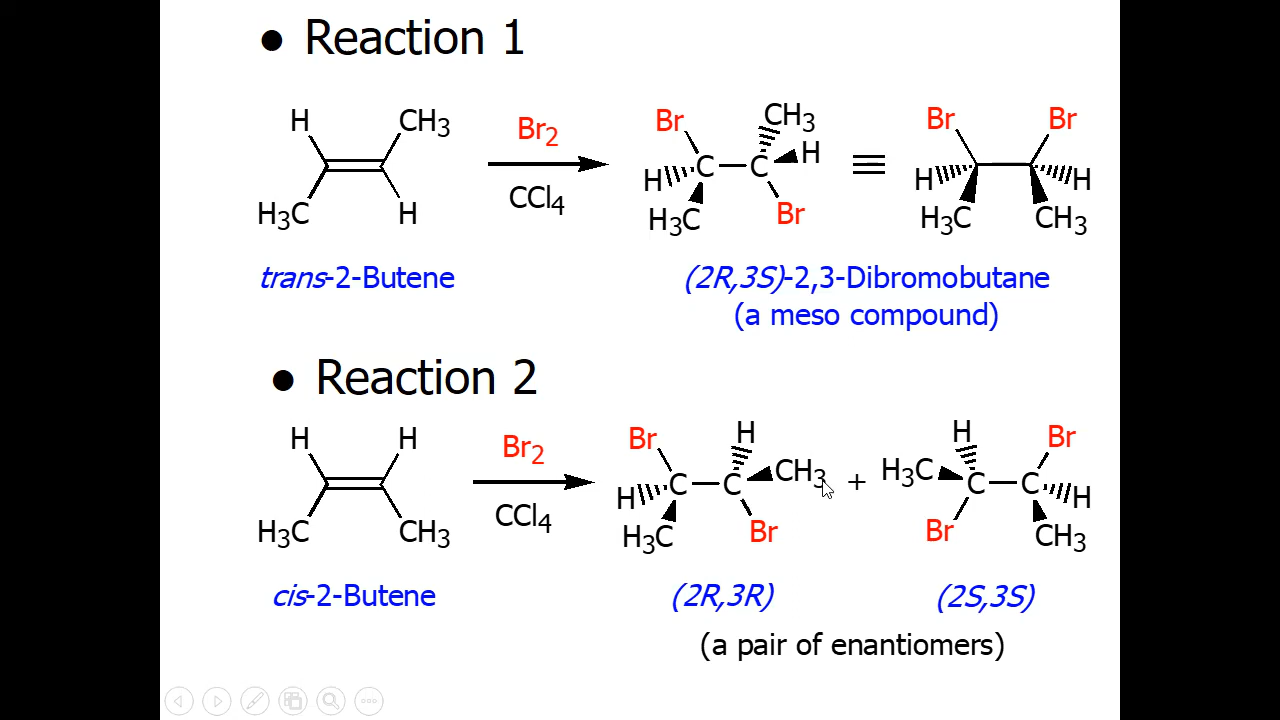 • Reaction 1
H CH3 Br2 Br CH3 H Br Br
H3C H CCl4 H H3C Br ≡ H H3C CH3 H
trans-2-Butene (2R,3S)-2,3-Dibromobutane
(a meso compound)
• Reaction 2
H H Br2 Br H CH3 + H3C H Br
H3C CH3 CCl4 H H3C Br Br CH3 H
cis-2-Butene (2R,3R) (2S,3S)
(a pair of enantiomers)